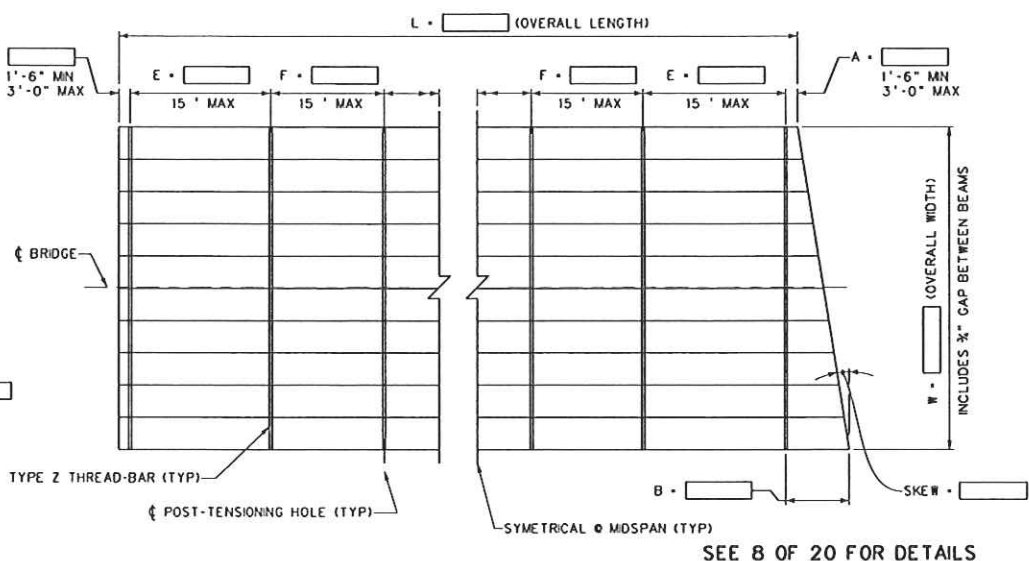 L = (OVERALL LENGTH)
1'-6" MIN
3'-0" MAX
E = 
F = 
F = 
E = 
A = 
1'-6" MIN
3'-0" MAX
15 ' MAX
15 ' MAX
15 ' MAX
15 ' MAX
℄ BRIDGE
W = (OVERALL WIDTH)
INCLUDES ¾" GAP BETWEEN BEAMS
TYPE Z THREAD-BAR (TYP)
℄ POST-TENSIONING HOLE (TYP)
SYMETRICAL @ MIDSPAN (TYP)
B = 
SKEW = 
SEE 8 OF 20 FOR DETAILS